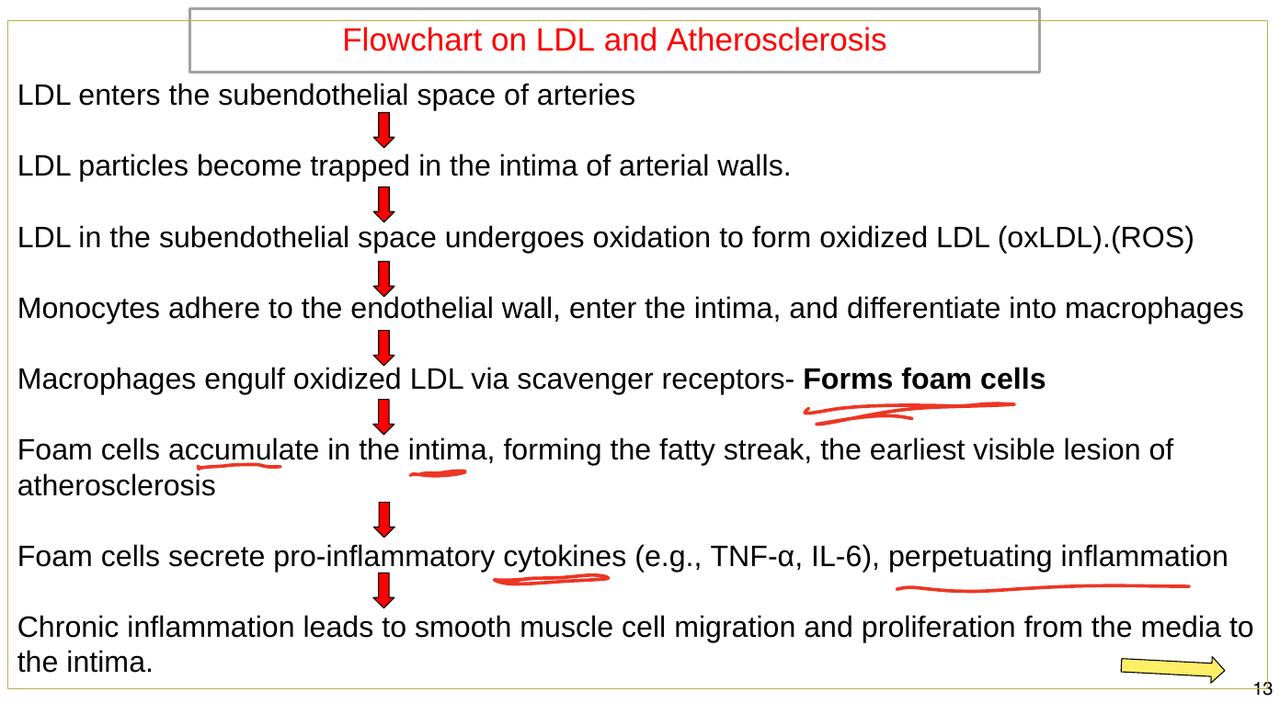 Flowchart on LDL and Atherosclerosis
LDL enters the subendothelial space of arteries
LDL particles become trapped in the intima of arterial walls.
LDL in the subendothelial space undergoes oxidation to form oxidized LDL (oxLDL).(ROS)
Monocytes adhere to the endothelial wall, enter the intima, and differentiate into macrophages
Macrophages engulf oxidized LDL via scavenger receptors- Forms foam cells
Foam cells accumulate in the intima, forming the fatty streak, the earliest visible lesion of
atherosclerosis
Foam cells secrete pro-inflammatory cytokines (e.g., TNF-α, IL-6), perpetuating inflammation
Chronic inflammation leads to smooth muscle cell migration and proliferation from the media to
the intima.
13